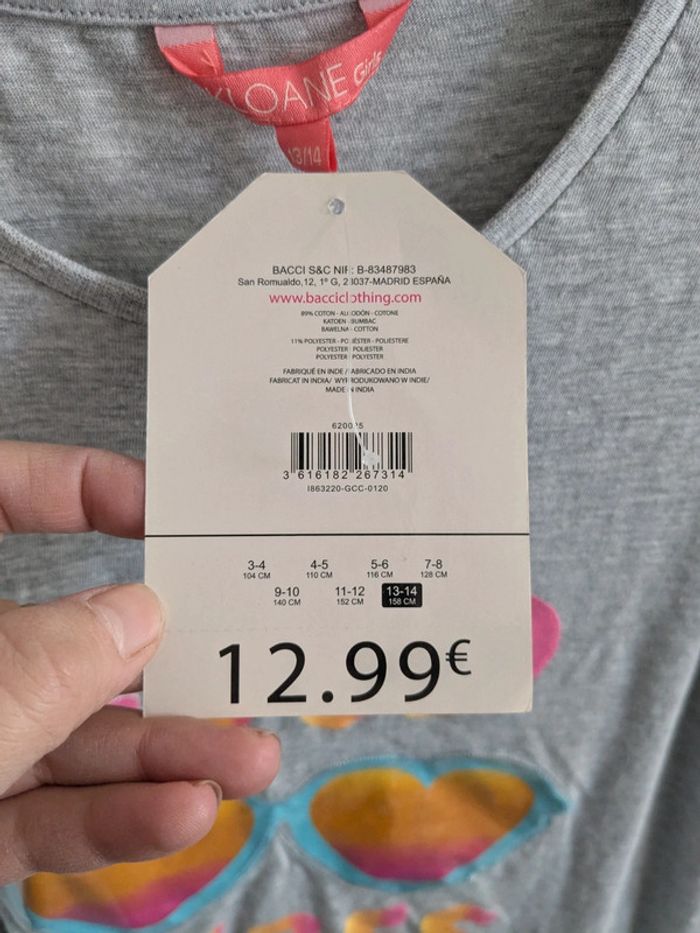 LOANE Girls
13/14
BACCI S&C NIF: B-83487983
San Romualdo,12, 1º G, 28037-MADRID ESPAÑA
www.bacciclothing.com
89% COTON - ALGODÓN - COTONE
KATOEN - BUMBAC
BAWELNA - COTTON
11% POLYESTER - POLIÉSTER - POLIESTERE
POLYESTER POLIESTER
POLYESTER POLYESTER
FABRIQUÉ EN INDE / FABRICADO EN INDIA
FABRICAT IN INDIA/ WYPRODUKOWANO W INDIE/
MADE IN INDIA
3 616182 267314
I863220-GCC-0120
3-4 4-5 5-6 7-8
104 CM 110 CM 116 CM 128 CM
9-10 11-12 13-14
140 CM 152 CM 158 CM
12.99€